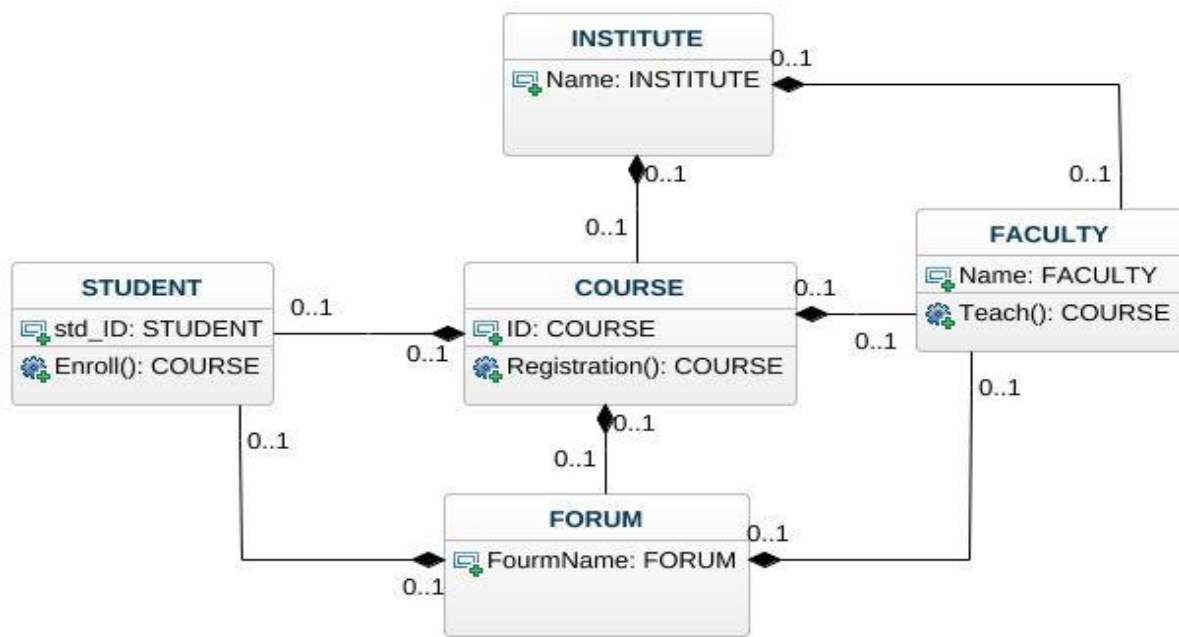 INSTITUTE
Name: INSTITUTE
0..1
0..1
0..1
0..1
FACULTY
Name: FACULTY
Teach(): COURSE
0..1
STUDENT
std_ID: STUDENT
Enroll(): COURSE
0..1
0..1
COURSE
ID: COURSE
Registration(): COURSE
0..1
0..1
0..1
0..1
0..1
0..1
FORUM
FourmName: FORUM
0..1
0..1